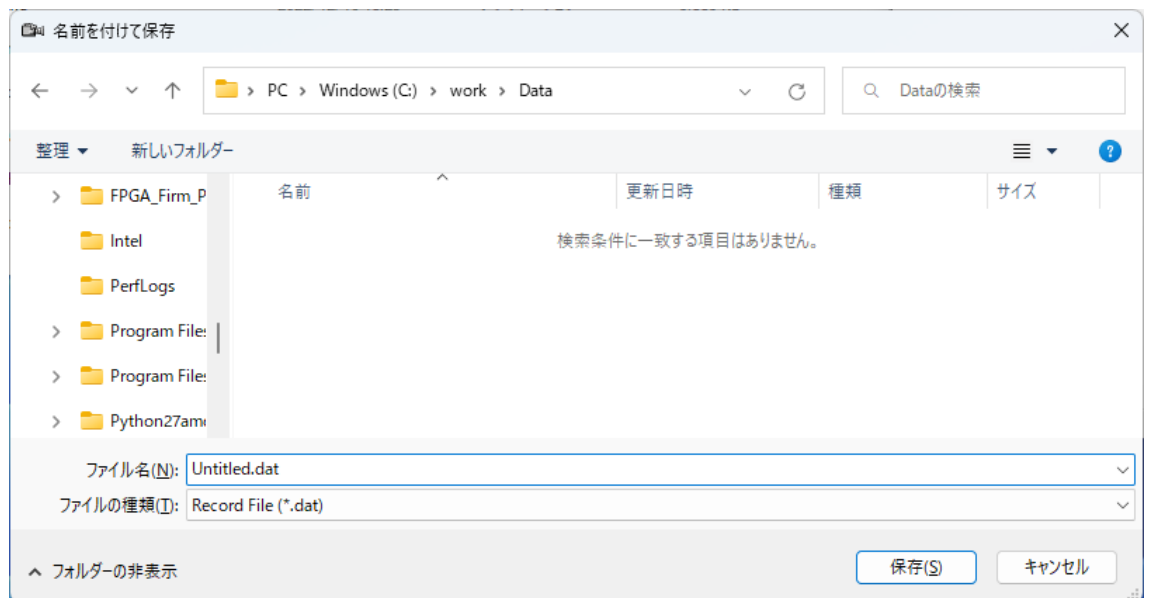 名前を付けて保存
PC > Windows (C:) > work > Data
Dataの検索
整理
新しいフォルダー
名前
更新日時
種類
サイズ
FPGA_Firm_P
Intel
PerfLogs
Program Files
Program Files
Python27am
検索条件に一致する項目はありません。
ファイル名(N): Untitled.dat
ファイルの種類(T): Record File (*.dat)
フォルダーの非表示
保存(S)
キャンセル